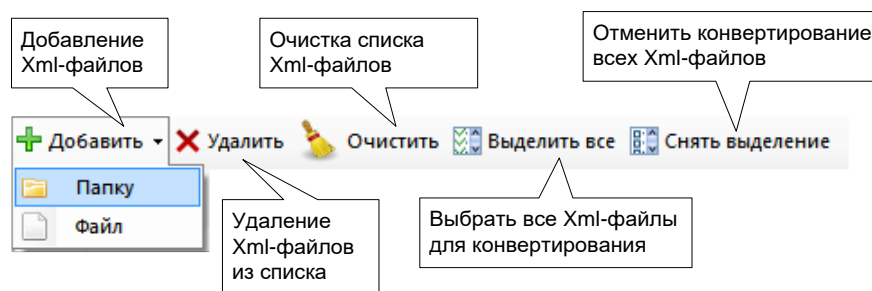 Добавление
Xml-файлов
Очистка списка
Xml-файлов
Отменить конвертирование
всех Xml-файлов
Добавить
Удалить
Очистить
Выделить все
Снять выделение
Папку
Файл
Удаление
Xml-файлов
из списка
Выбрать все Xml-файлы
для конвертирования